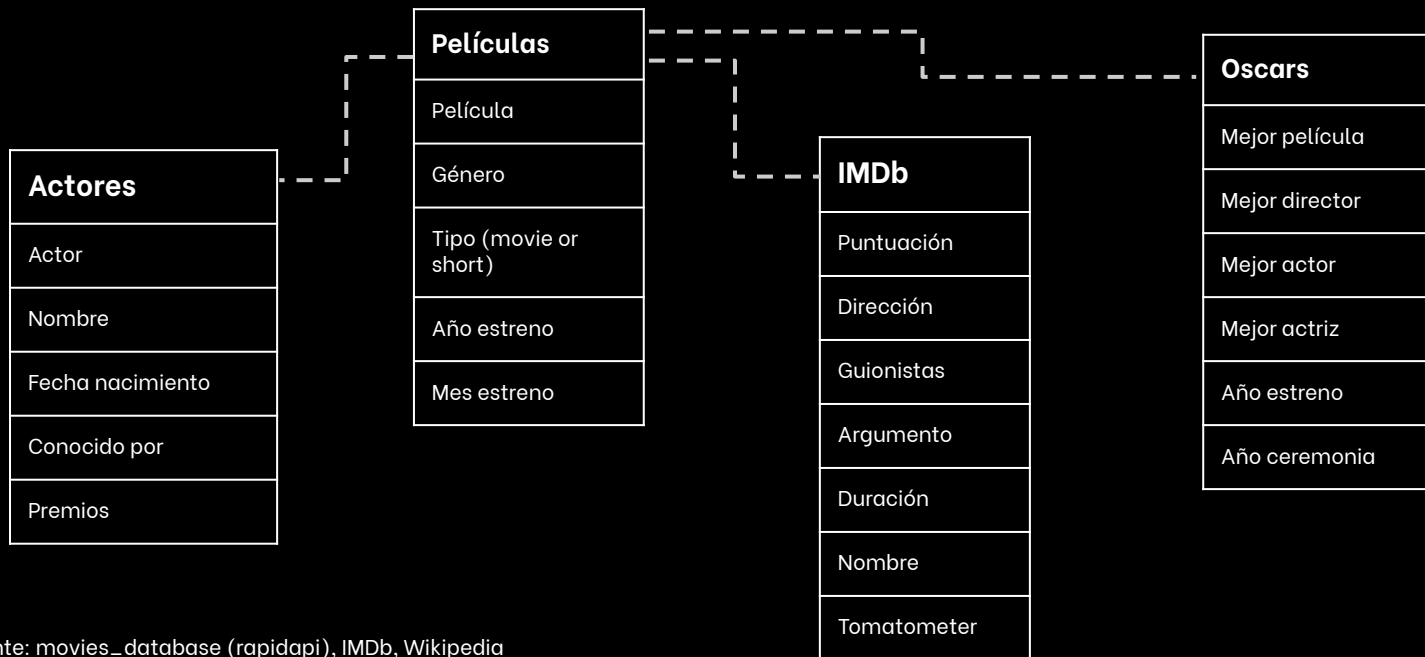 Películas
Película
Género
Tipo (movie or
short)
Año estreno
Mes estreno
Actores
Actor
Nombre
Fecha nacimiento
Conocido por
Premios
IMDb
Puntuación
Dirección
Guionistas
Argumento
Duración
Nombre
Tomatometer
Oscars
Mejor película
Mejor director
Mejor actor
Mejor actriz
Año estreno
Año ceremonia
movies_database (rapidapi), IMDb, Wikipedia